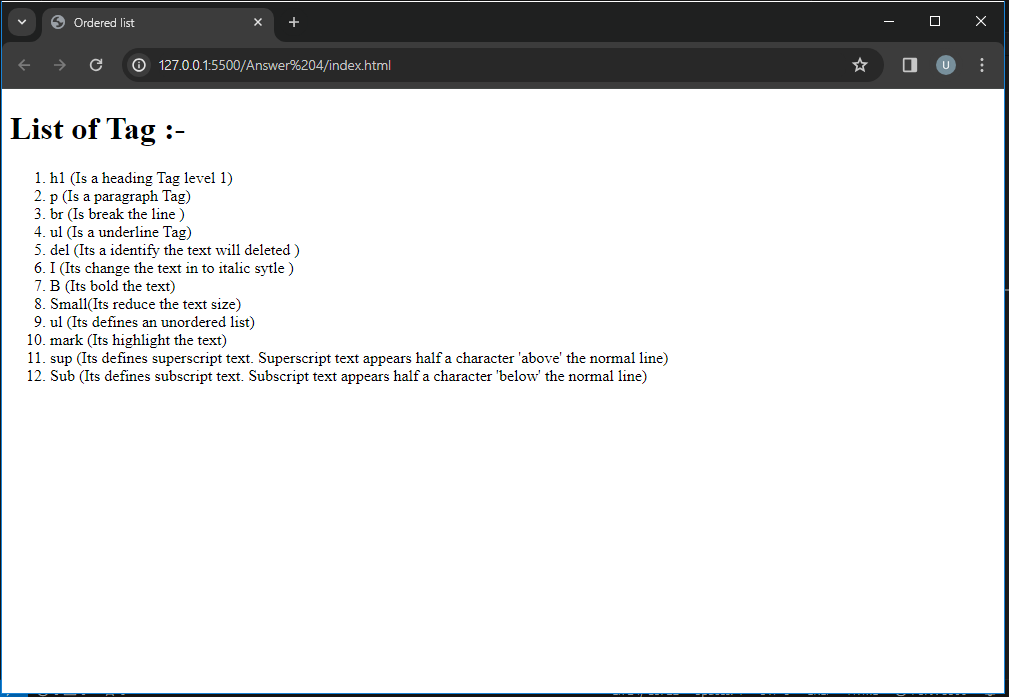 Ordered list
127.0.0.1:5500/Answer%204/index.html
U
List of Tag :-
1. h1 (Is a heading Tag level 1)
2. p (Is a paragraph Tag)
3. br (Is break the line )
4. ul (Is a underline Tag)
5. del (Its a identify the text will deleted )
6. I (Its change the text in to italic sytle )
7. B (Its bold the text)
8. Small(Its reduce the text size)
9. ul (Its defines an unordered list)
10. mark (Its highlight the text)
11. sup (Its defines superscript text. Superscript text appears half a character 'above' the normal line)
12. Sub (Its defines subscript text. Subscript text appears half a character 'below' the normal line)